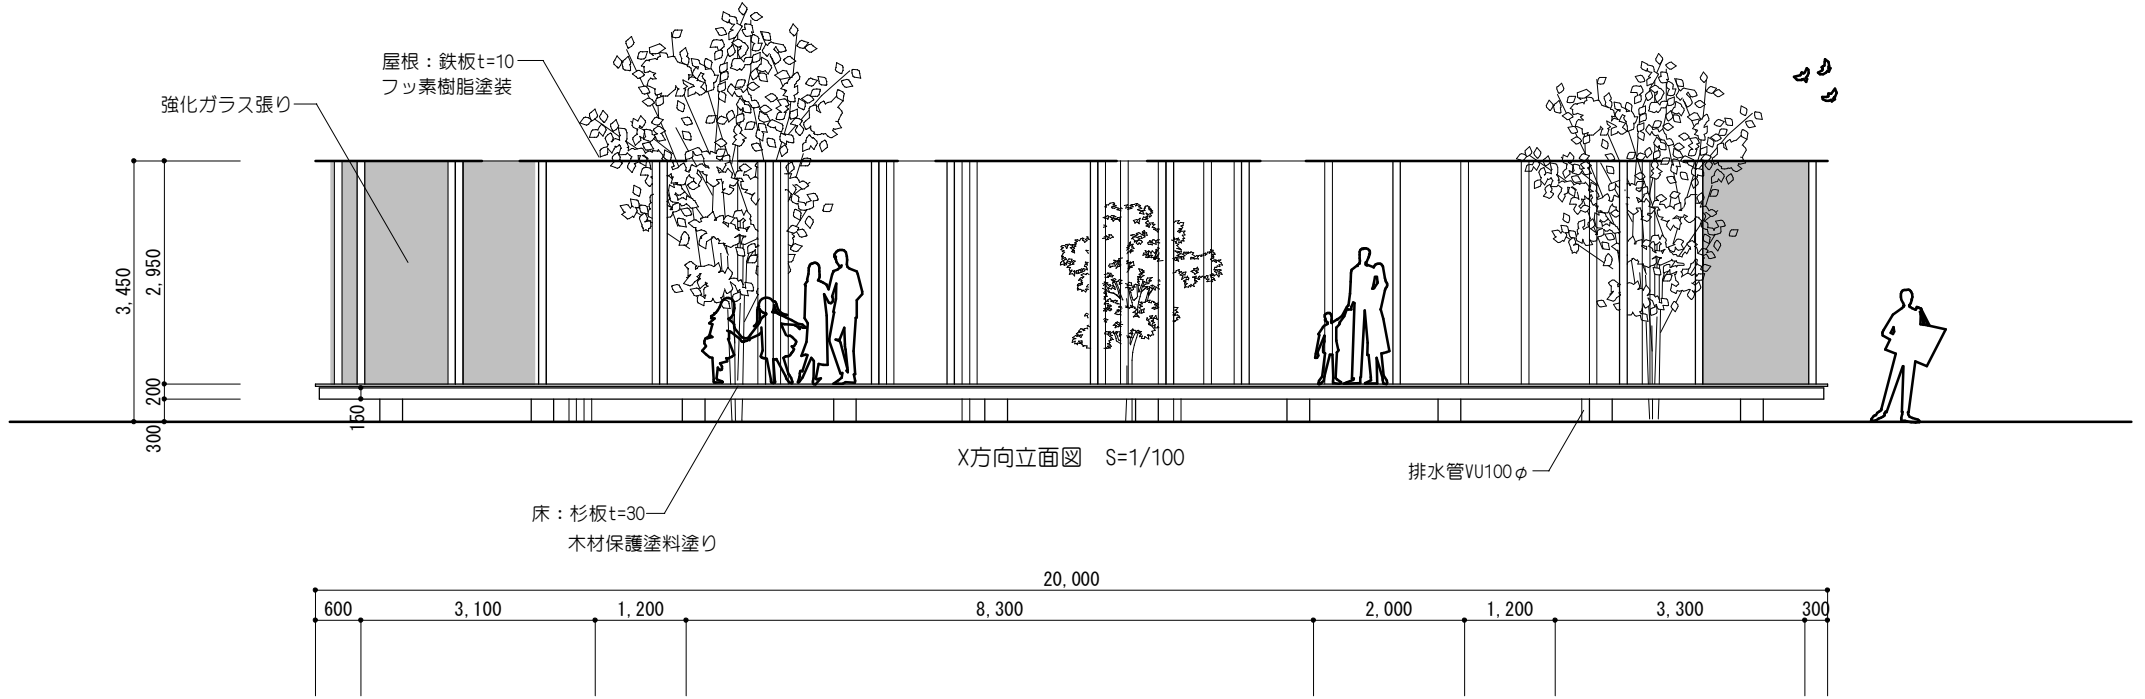 屋根：鉄板t=10
フッ素樹脂塗装
強化ガラス張り
3,450
2,950
200
150
300
X方向立面図 S=1/100
排水管VU100φ
床：杉板t=30
木材保護塗料塗り
20,000
600 3,100 1,200 8,300 2,000 1,200 3,300 300